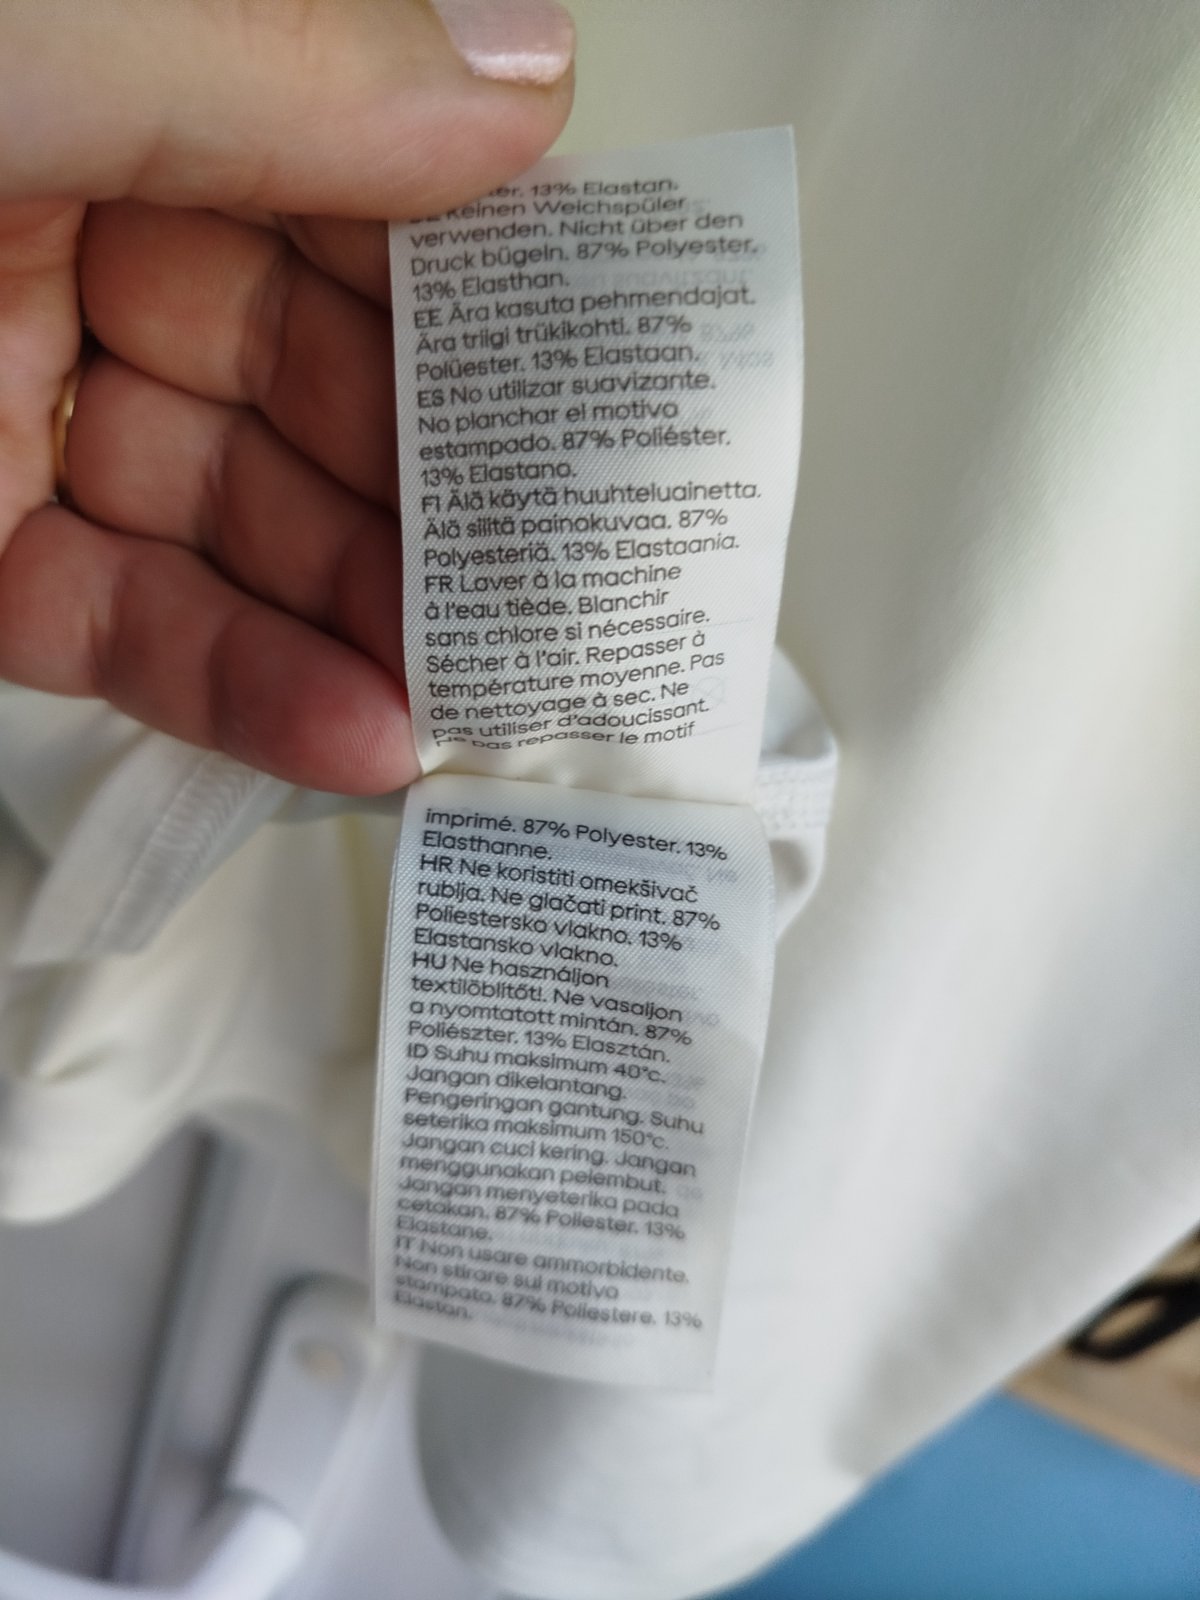 13% Elastan.
Keinen Weichspüler
verwenden. Nicht über den
Druck bügeln. 87% Polyester.
13% Elasthan.
EE Ära kasuta pehmendajat.
Ära triigi trükikohti. 87%
Polüester. 13% Elastaan.
ES No utilizar suavizante.
No planchar el motivo
estampado. 87% Poliéster.
13% Elastano.
FI Älä käytä huuhteluainetta.
Älä silitä painokuvaa. 87%
Polyesteriä. 13% Elastaania.
FR Laver à la machine
à l'eau tiède. Blanchir
sans chlore si nécessaire.
Sécher à l'air. Repasser à
température moyenne. Pas
de nettoyage à sec. Ne
pas utiliser d'adoucissant.
Ne pas repasser le motif
imprimé. 87% Polyester. 13%
Elasthanne.
HR Ne koristiti omekšivač
rublja. Ne glačati print. 87%
Poliestersko vlakno. 13%
Elastansko vlakno.
HU Ne használjon
textilöblítőt!. Ne vasaljon
a nyomtatott mintán. 87%
Poliészter. 13% Elasztán.
ID Suhu maksimum 40°c.
Jangan dikelantang.
Pengeringan gantung. Suhu
seterika maksimum 150°c.
Jangan cuci kering. Jangan
menggunakan pelembut.
Jangan menyeterika pada
cetakan. 87% Poliester. 13%
Elastane.
IT Non usare ammorbidente.
Non stirare sul motivo
stampato. 87% Poliestere. 13%
Elastan.